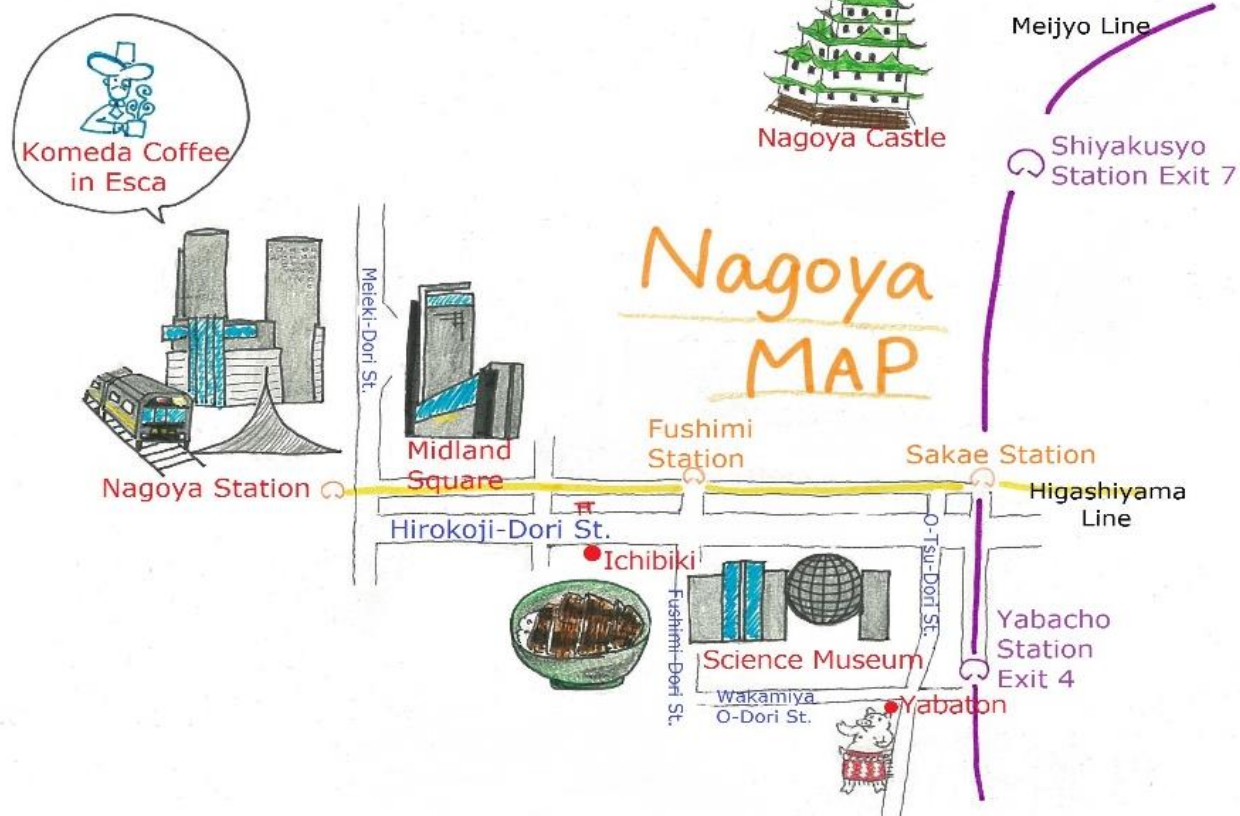 Meijyo Line
Komeda Coffee
in Esca
Nagoya Castle
Shiyakusyo
Station Exit 7
Nagoya
MAP
Meieki-Dori St.
Midland
Square
Fushimi
Station
Sakae Station
Nagoya Station
Higashiyama
Line
Hirokoji-Dori St.
Ichibiki
Fushimi-Dori St.
O-Tsu-Dori St.
Science Museum
Yabacho
Station
Exit 4
Wakamiya
O-Dori St.
Yabaton